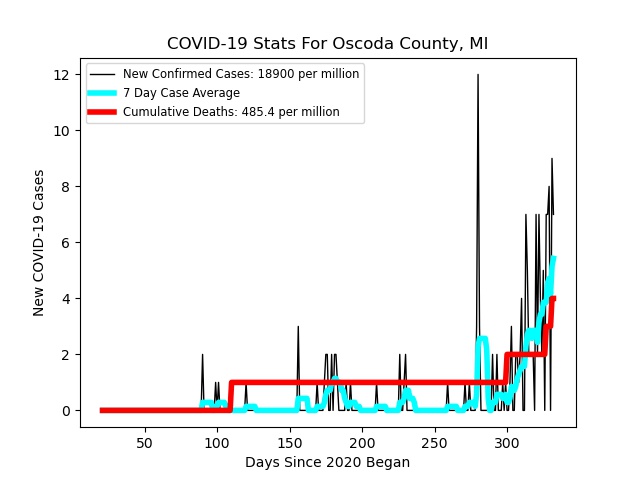 COVID-19 Stats For Oscoda County, MI
New Confirmed Cases: 18900 per million
7 Day Case Average
Cumulative Deaths: 485.4 per million
New COVID-19 Cases
12
10
8
6
4
2
0
50
100
150
200
250
300
Days Since 2020 Began